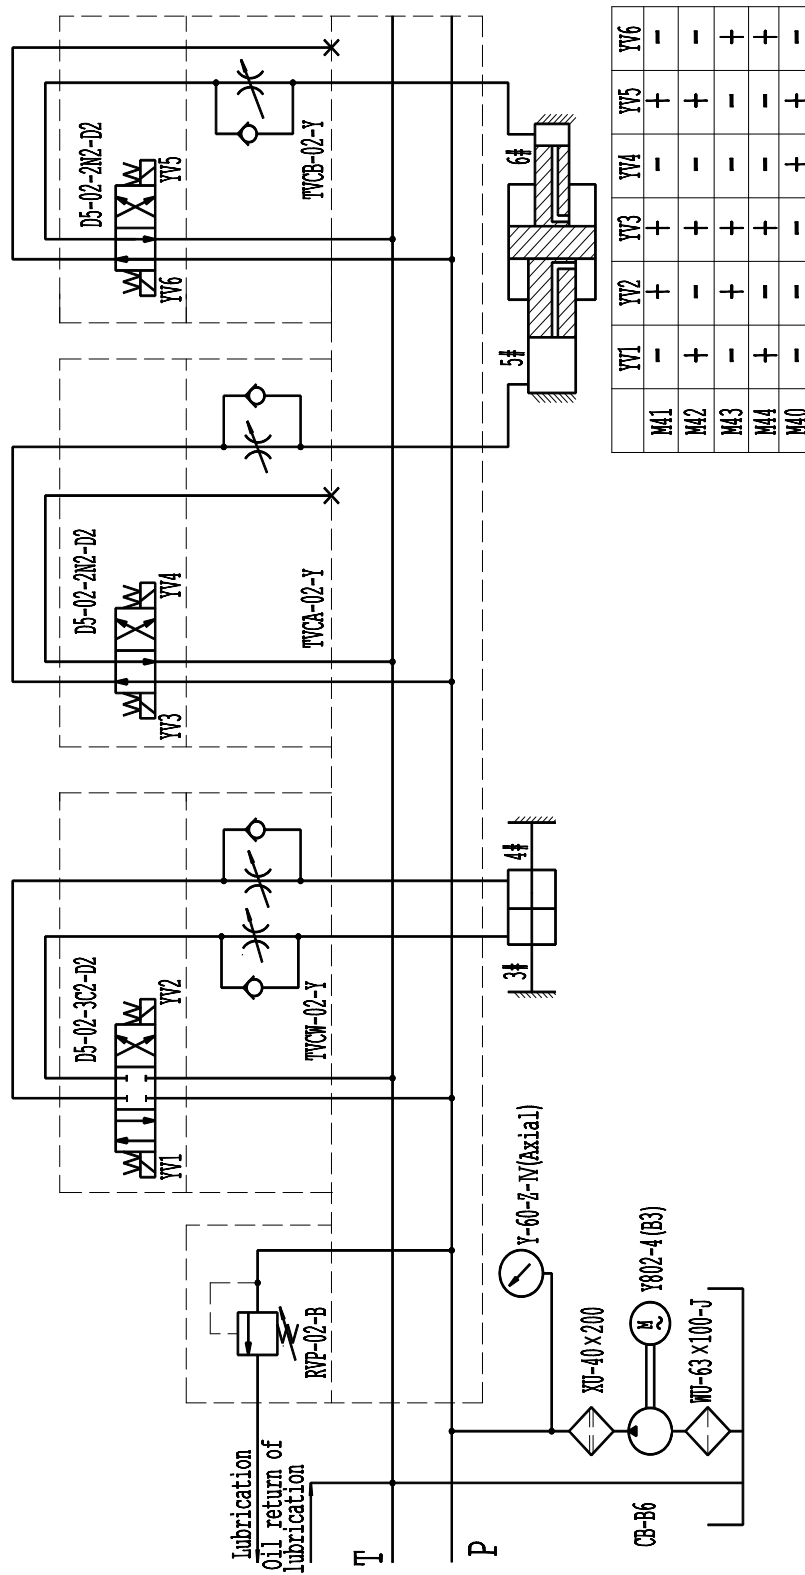 D5-02-3C2-D2
D5-02-2N2-D2
D5-02-2N2-D2
YV1
YV2
YV3
YV4
YV6
YV5
Lubrication
Oil return of
lubrication
RVP-02-B
TVCW-02-Y
TVCA-02-Y
TVCB-02-Y
T
P
3#
4#
5#
6#
Y-60-Z-Ⅳ(Axial)
XU-40×200
M
~
Y802-4(B3)
CB-B6
WU-63×100-J
YV1 YV2 YV3 YV4 YV5 YV6
M41 - + + - + -
M42 + - + - + -
M43 - + + - - +
M44 + - + - - +
M40 - - - + + -